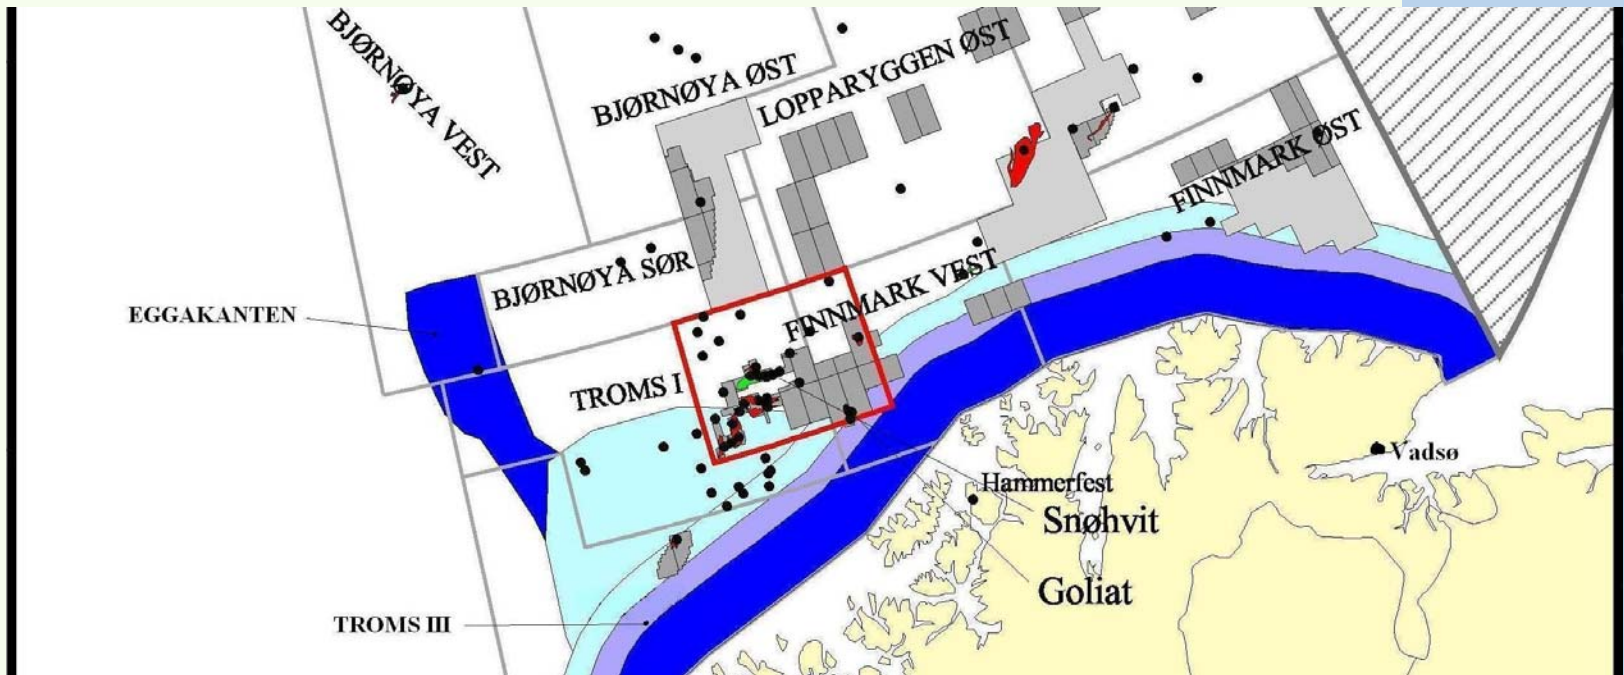 BJØRNØYA VEST
BJØRNØYA ØST
LOPPARYGGEN ØST
FINNMARK ØST
BJØRNØYA SØR
FINNMARK VEST
EGGAKANTEN
TROMS I
Vadsø
Hammerfest
Snøhvit
Goliat
TROMS III